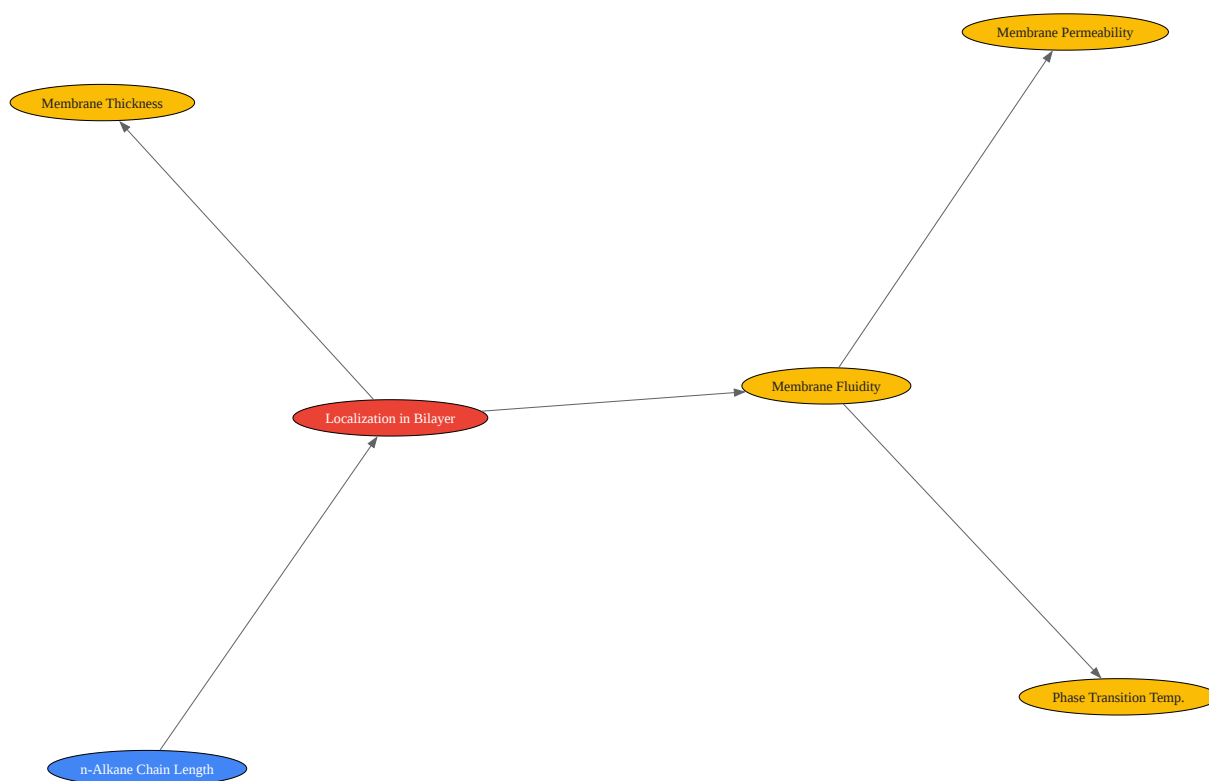 Membrane Permeability
Membrane Thickness
Membrane Fluidity
Localization in Bilayer
Phase Transition Temp.
n-Alkane Chain Length